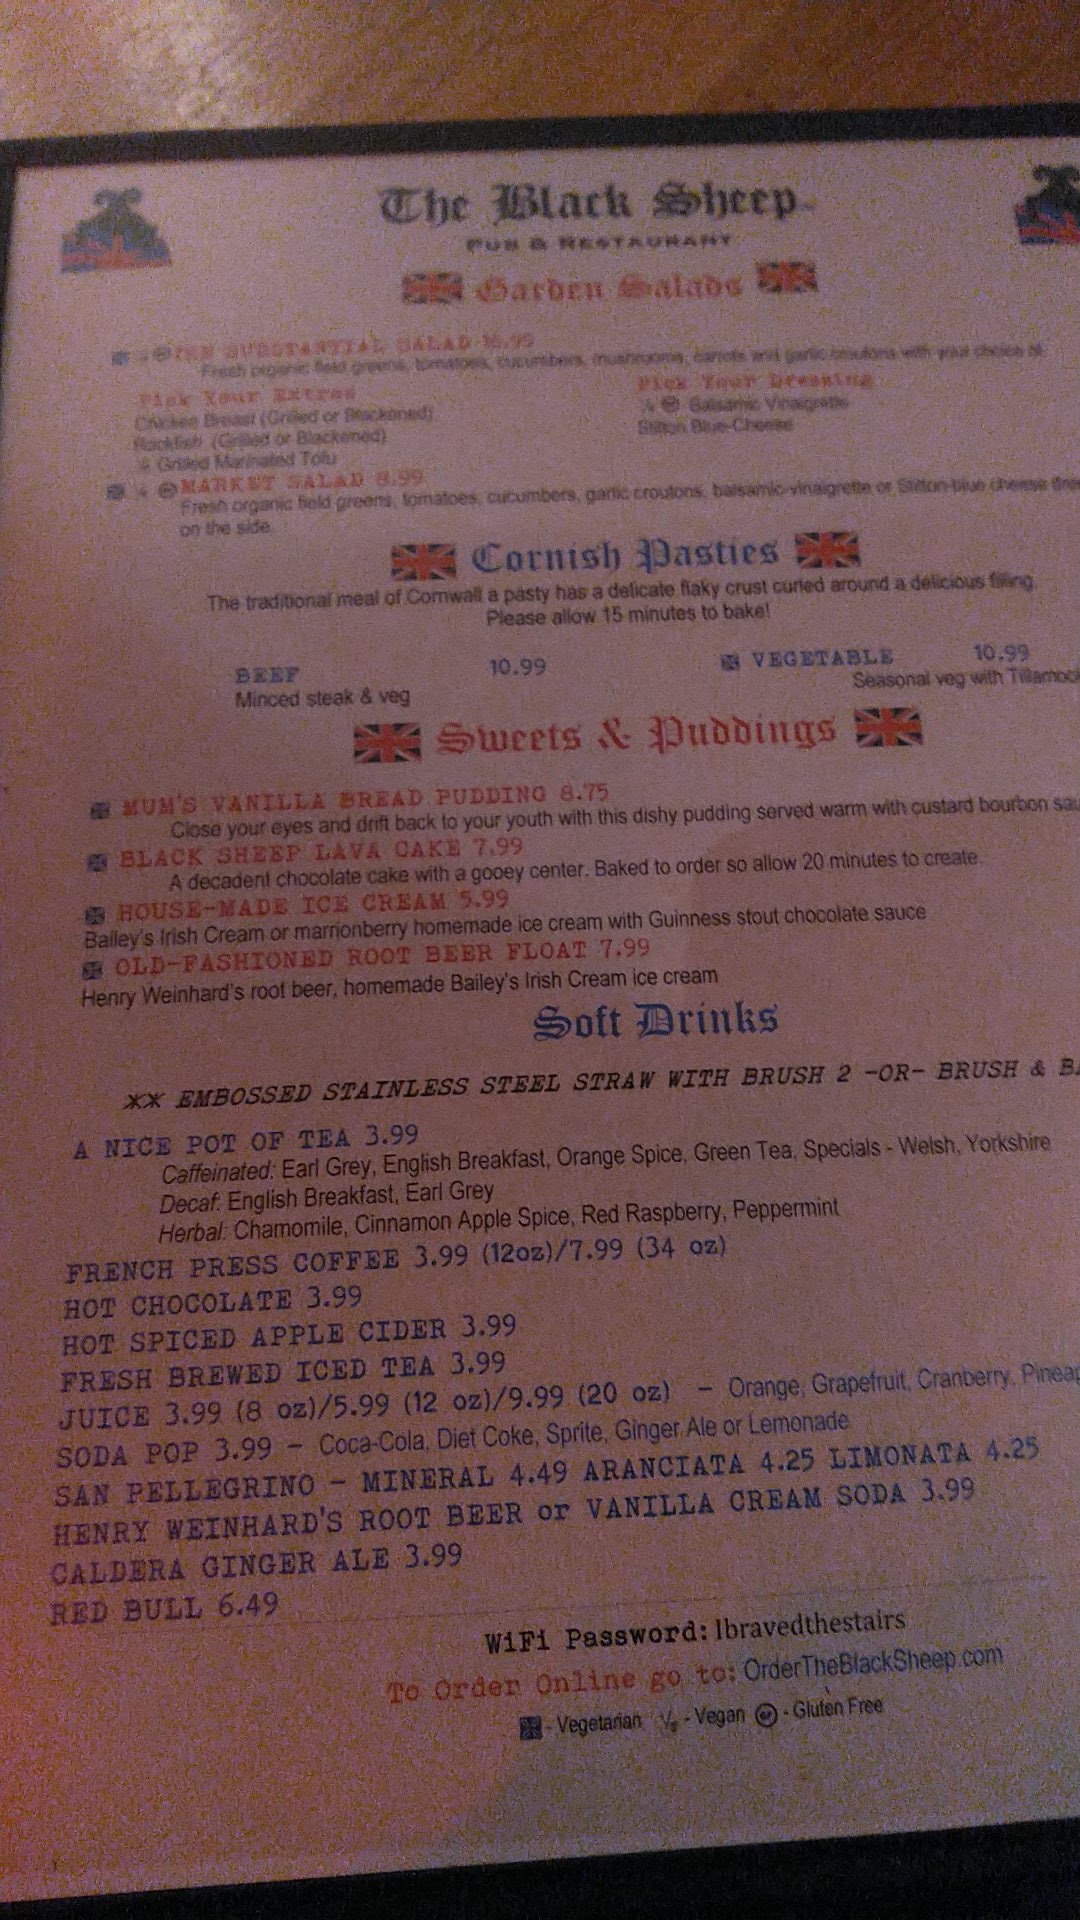 The Black Sheep
PUB & RESTAURANT
Garden Salads
THE SUBSTANTIAL SALAD 16.99
Fresh organic field greens, tomatoes, cucumbers, mushrooms, carrots and garlic croutons with your choice of
Pick Your Extras
Pick Your Dressing
Chicken Breast (Grilled or Blackened)
Balsamic Vinaigrette
Rockfish (Grilled or Blackened)
Stilton Blue-Cheese
Grilled Marinated Tofu
MARKET SALAD 8.99
Fresh organic field greens, tomatoes, cucumbers, garlic croutons, balsamic-vinaigrette or Stilton-blue cheese
on the side.
Cornish Pasties
The traditional meal of Cornwall a pasty has a delicate flaky crust curled around a delicious filling.
Please allow 15 minutes to bake!
BEEF 10.99
VEGETABLE 10.99
Minced steak & veg
Seasonal veg with Tillamook
Sweets & Puddings
MUM'S VANILLA BREAD PUDDING 8.75
Close your eyes and drift back to your youth with this dishy pudding served warm with custard bourbon
BLACK SHEEP LAVA CAKE 7.99
A decadent chocolate cake with a gooey center. Baked to order so allow 20 minutes to create.
HOUSE-MADE ICE CREAM 5.99
Bailey's Irish Cream or marrionberry homemade ice cream with Guinness stout chocolate sauce
OLD-FASHIONED ROOT BEER FLOAT 7.99
Henry Weinhard's root beer, homemade Bailey's Irish Cream ice cream
Soft Drinks
XX EMBOSSED STAINLESS STEEL STRAW WITH BRUSH 2 -OR- BRUSH &
A NICE POT OF TEA 3.99
Caffeinated: Earl Grey, English Breakfast, Orange Spice, Green Tea, Specials - Welsh, Yorkshire
Decaf: English Breakfast, Earl Grey
Herbal: Chamomile, Cinnamon Apple Spice, Red Raspberry, Peppermint
FRENCH PRESS COFFEE 3.99 (12oz)/7.99 (34 oz)
HOT CHOCOLATE 3.99
HOT SPICED APPLE CIDER 3.99
FRESH BREWED ICED TEA 3.99
JUICE 3.99 (8 oz)/5.99 (12 oz)/9.99 (20 oz) - Orange, Grapefruit, Cranberry, Pineap
SODA POP 3.99 - Coca-Cola, Diet Coke, Sprite, Ginger Ale or Lemonade
SAN PELLEGRINO - MINERAL 4.49 ARANCIATA 4.25 LIMONATA 4.25
HENRY WEINHARD'S ROOT BEER or VANILLA CREAM SODA 3.99
CALDERA GINGER ALE 3.99
RED BULL 6.49
WiFi Password: Ibravedthestairs
To Order Online go to: OrderTheBlackSheep.com
- Vegetarian V/g - Vegan GF - Gluten Free